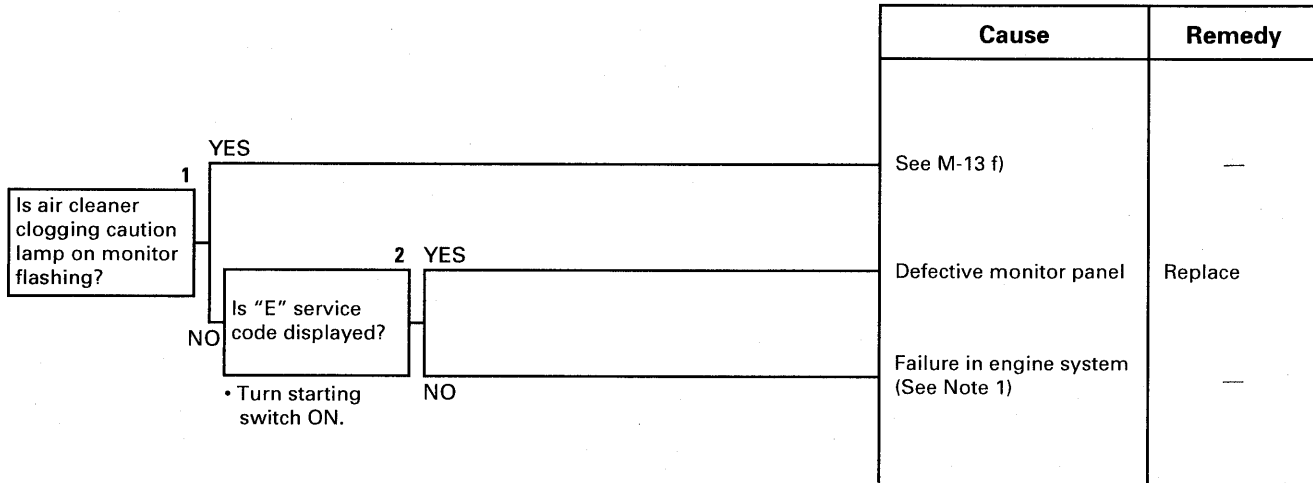 Cause
Remedy
YES
1
See M-13 f)
—
Is air cleaner
clogging caution
lamp on monitor
flashing?
2
YES
Defective monitor panel
Replace
Is "E" service
code displayed?
NO
Failure in engine system
(See Note 1)
—
• Turn starting
switch ON.
NO